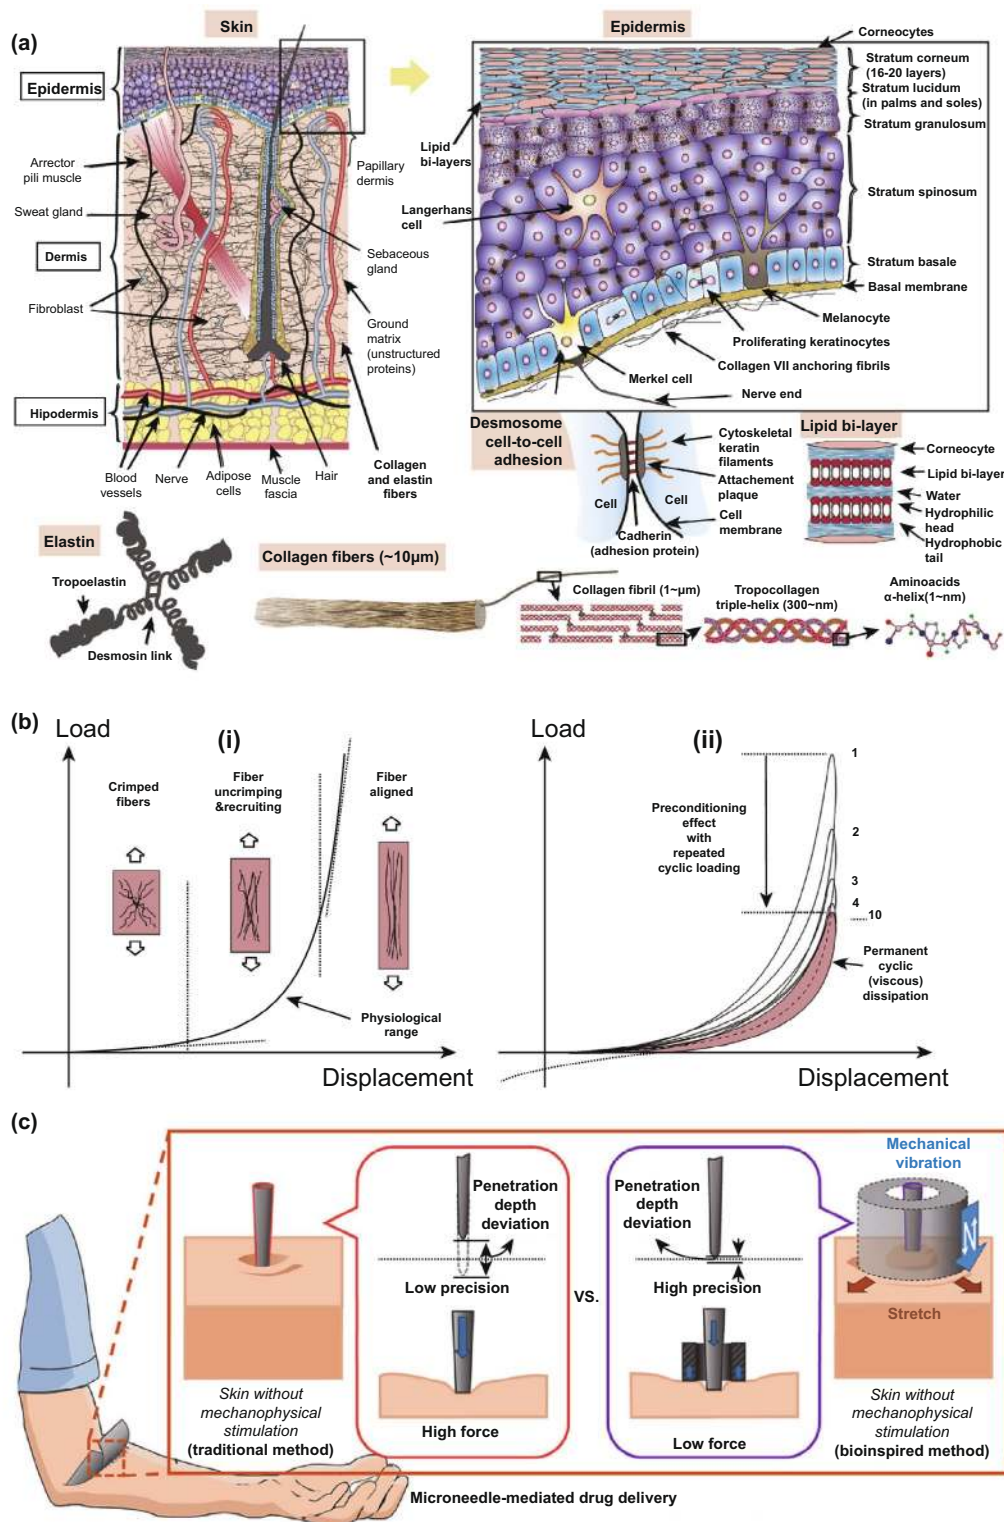 (a)
Skin
Epidermis
Arrector
pili muscle
Sweat gland
Dermis
Fibroblast
Hipodermis
Papillary
dermis
Sebaceous
gland
Ground
matrix
(unstructured
proteins)
Blood
vessels
Nerve
Adipose
cells
Muscle
fascia
Hair
Collagen
and elastin
fibers
Epidermis
Corneocytes
Stratum corneum
(16-20 layers)
Stratum lucidum
(in palms and soles)
Stratum granulosum
Lipid
bi-layers
Langerhans
cell
Stratum spinosum
Stratum basale
Basal membrane
Melanocyte
Proliferating keratinocytes
Collagen VII anchoring fibrils
Merkel cell
Nerve end
Desmosome
cell-to-cell
adhesion
Cytoskeletal
keratin
filaments
Attachement
plaque
Cell
Cell
Cell
membrane
Cadherin
(adhesion protein)
Lipid bi-layer
Corneocyte
Lipid bi-layer
Water
Hydrophilic
head
Hydrophobic
tail
Elastin
Tropoelastin
Desmosin link
Collagen fibers (~10μm)
Collagen fibril (1~μm)
Tropocollagen
triple-helix (300~nm)
Aminoacids
α-helix(1~nm)
(b)
Load
(i)
Crimped
fibers
Fiber
uncrimping
&recruiting
Fiber
aligned
Physiological
range
Displacement
Load
(ii)
1
2
3
4
10
Preconditioning
effect
with
repeated
cyclic loading
Permanent
cyclic
(viscous)
dissipation
Displacement
(c)
Skin without
mechanophysical
stimulation
(traditional method)
Penetration
depth
deviation
Low precision
High force
vs.
Penetration
depth
deviation
High precision
Low force
Mechanical
vibration
N
Stretch
Skin without
mechanophysical
stimulation
(bioinspired method)
Microneedle-mediated drug delivery